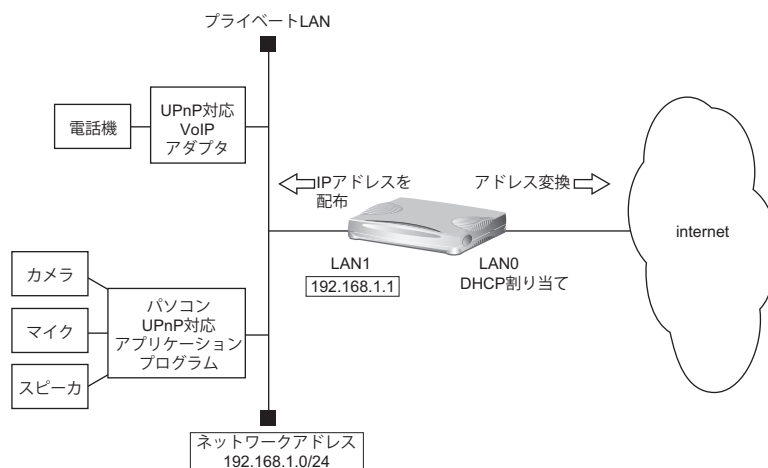 プライベートLAN
電話機
UPnP対応
VoIP
アダプタ
IPアドレスを
配布
アドレス変換
internet
LAN1
192.168.1.1
LAN0
DHCP割り当て
カメラ
マイク
スピーカ
パソコン
UPnP対応
アプリケーション
プログラム
ネットワークアドレス
192.168.1.0/24